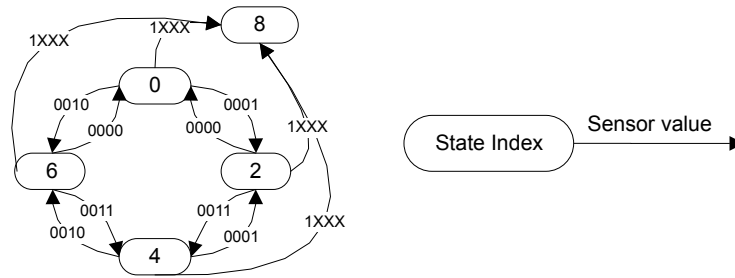 8
1XXX
1XXX
0
0010
0001
0000
0000
1XXX
6
2
State Index
Sensor value
0011
0011
0010
0001
1XXX
4